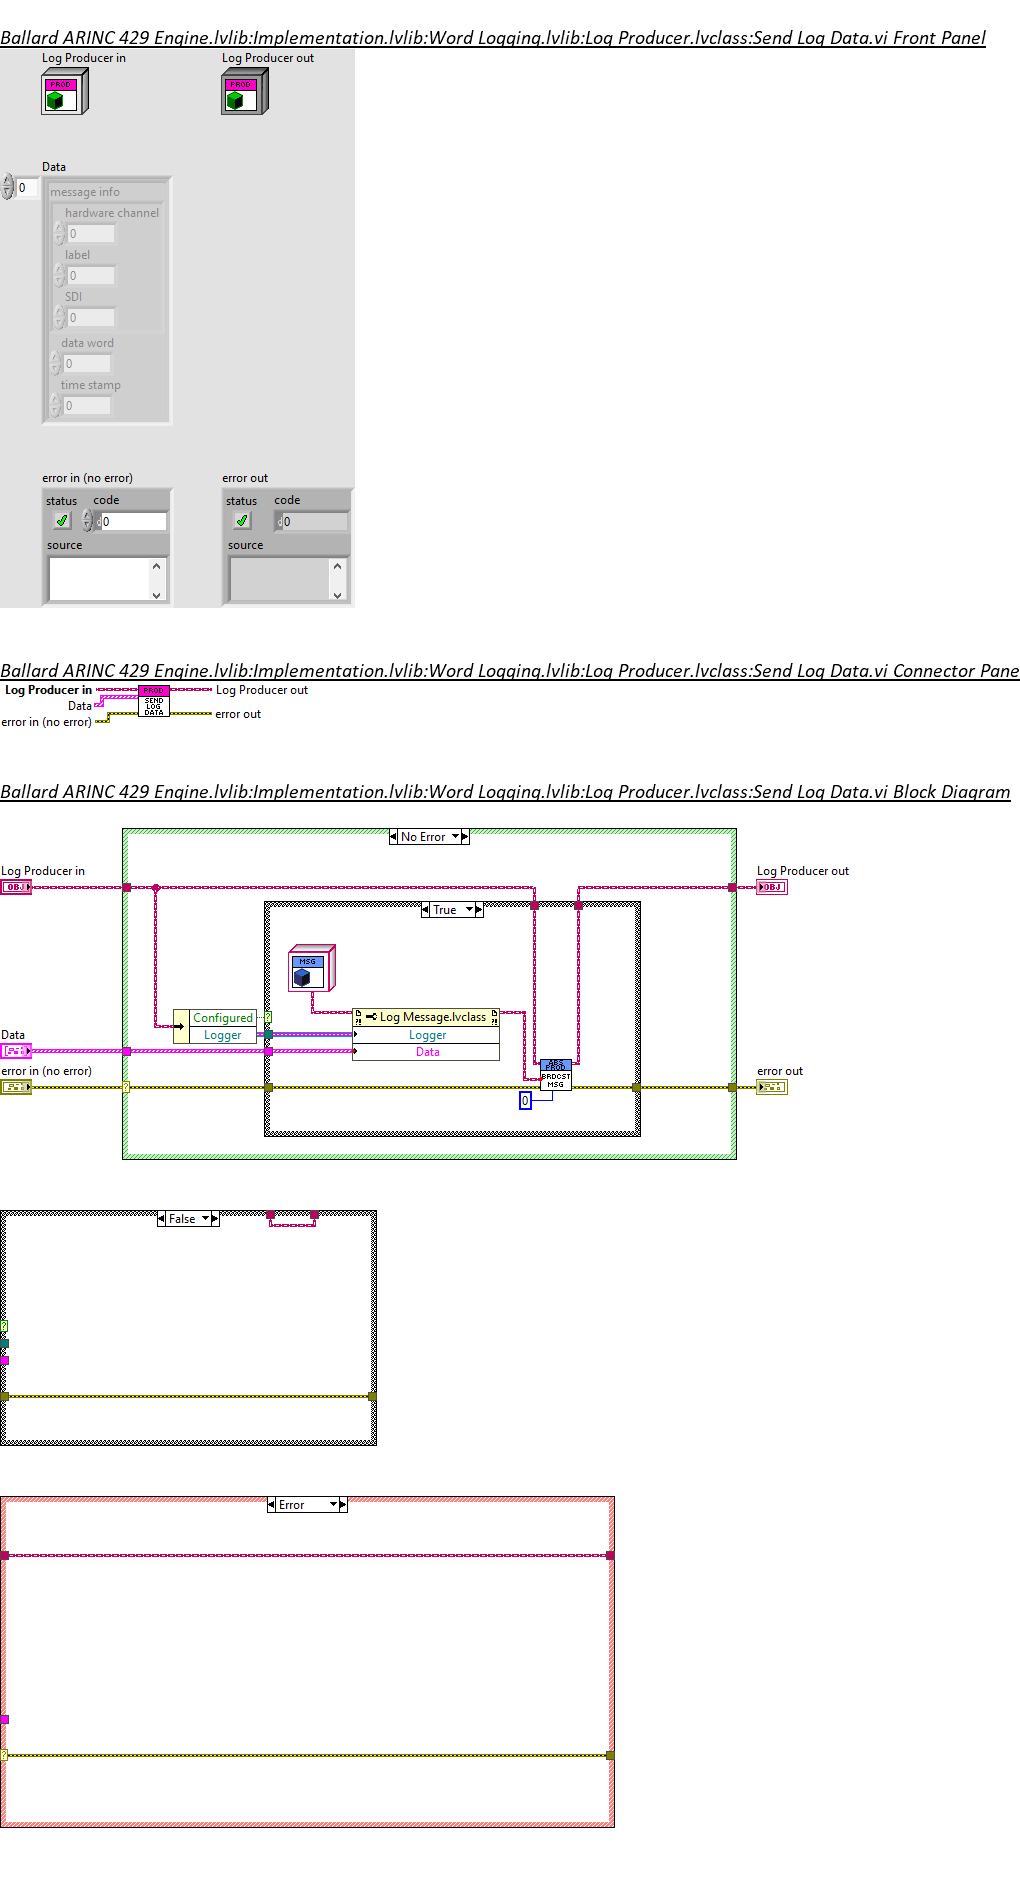 Ballard ARINC 429 Engine.lvlib:Implementation.lvlib:Word Logging.lvlib:Log Producer.lvclass:Send Log Data.vi Front Panel
Log Producer in
Log Producer out
PROD
PROD
Data
0
message info
hardware channel
0
label
0
SDI
0
data word
0
time stamp
0
error in (no error)
error out
status code
status code
0
d 0
source
source
Ballard ARINC 429 Engine.lvlib:Implementation.lvlib:Word Logging.lvlib:Log Producer.lvclass:Send Log Data.vi Connector Pane
Log Producer in
PROD
Log Producer out
Data
SEND
LOG
DATA
error in (no error)
error out
Ballard ARINC 429 Engine.lvlib:Implementation.lvlib:Word Logging.lvlib:Log Producer.lvclass:Send Log Data.vi Block Diagram
No Error
Log Producer in
Log Producer out
OBJ
OBJ
True
MSG
Configured
?
?! Log Message.lvclass ?!
Logger
Logger
Data
Data
error in (no error)
ABS
PROD
BRDCST
MSG
error out
?
0
False
?
Error
?